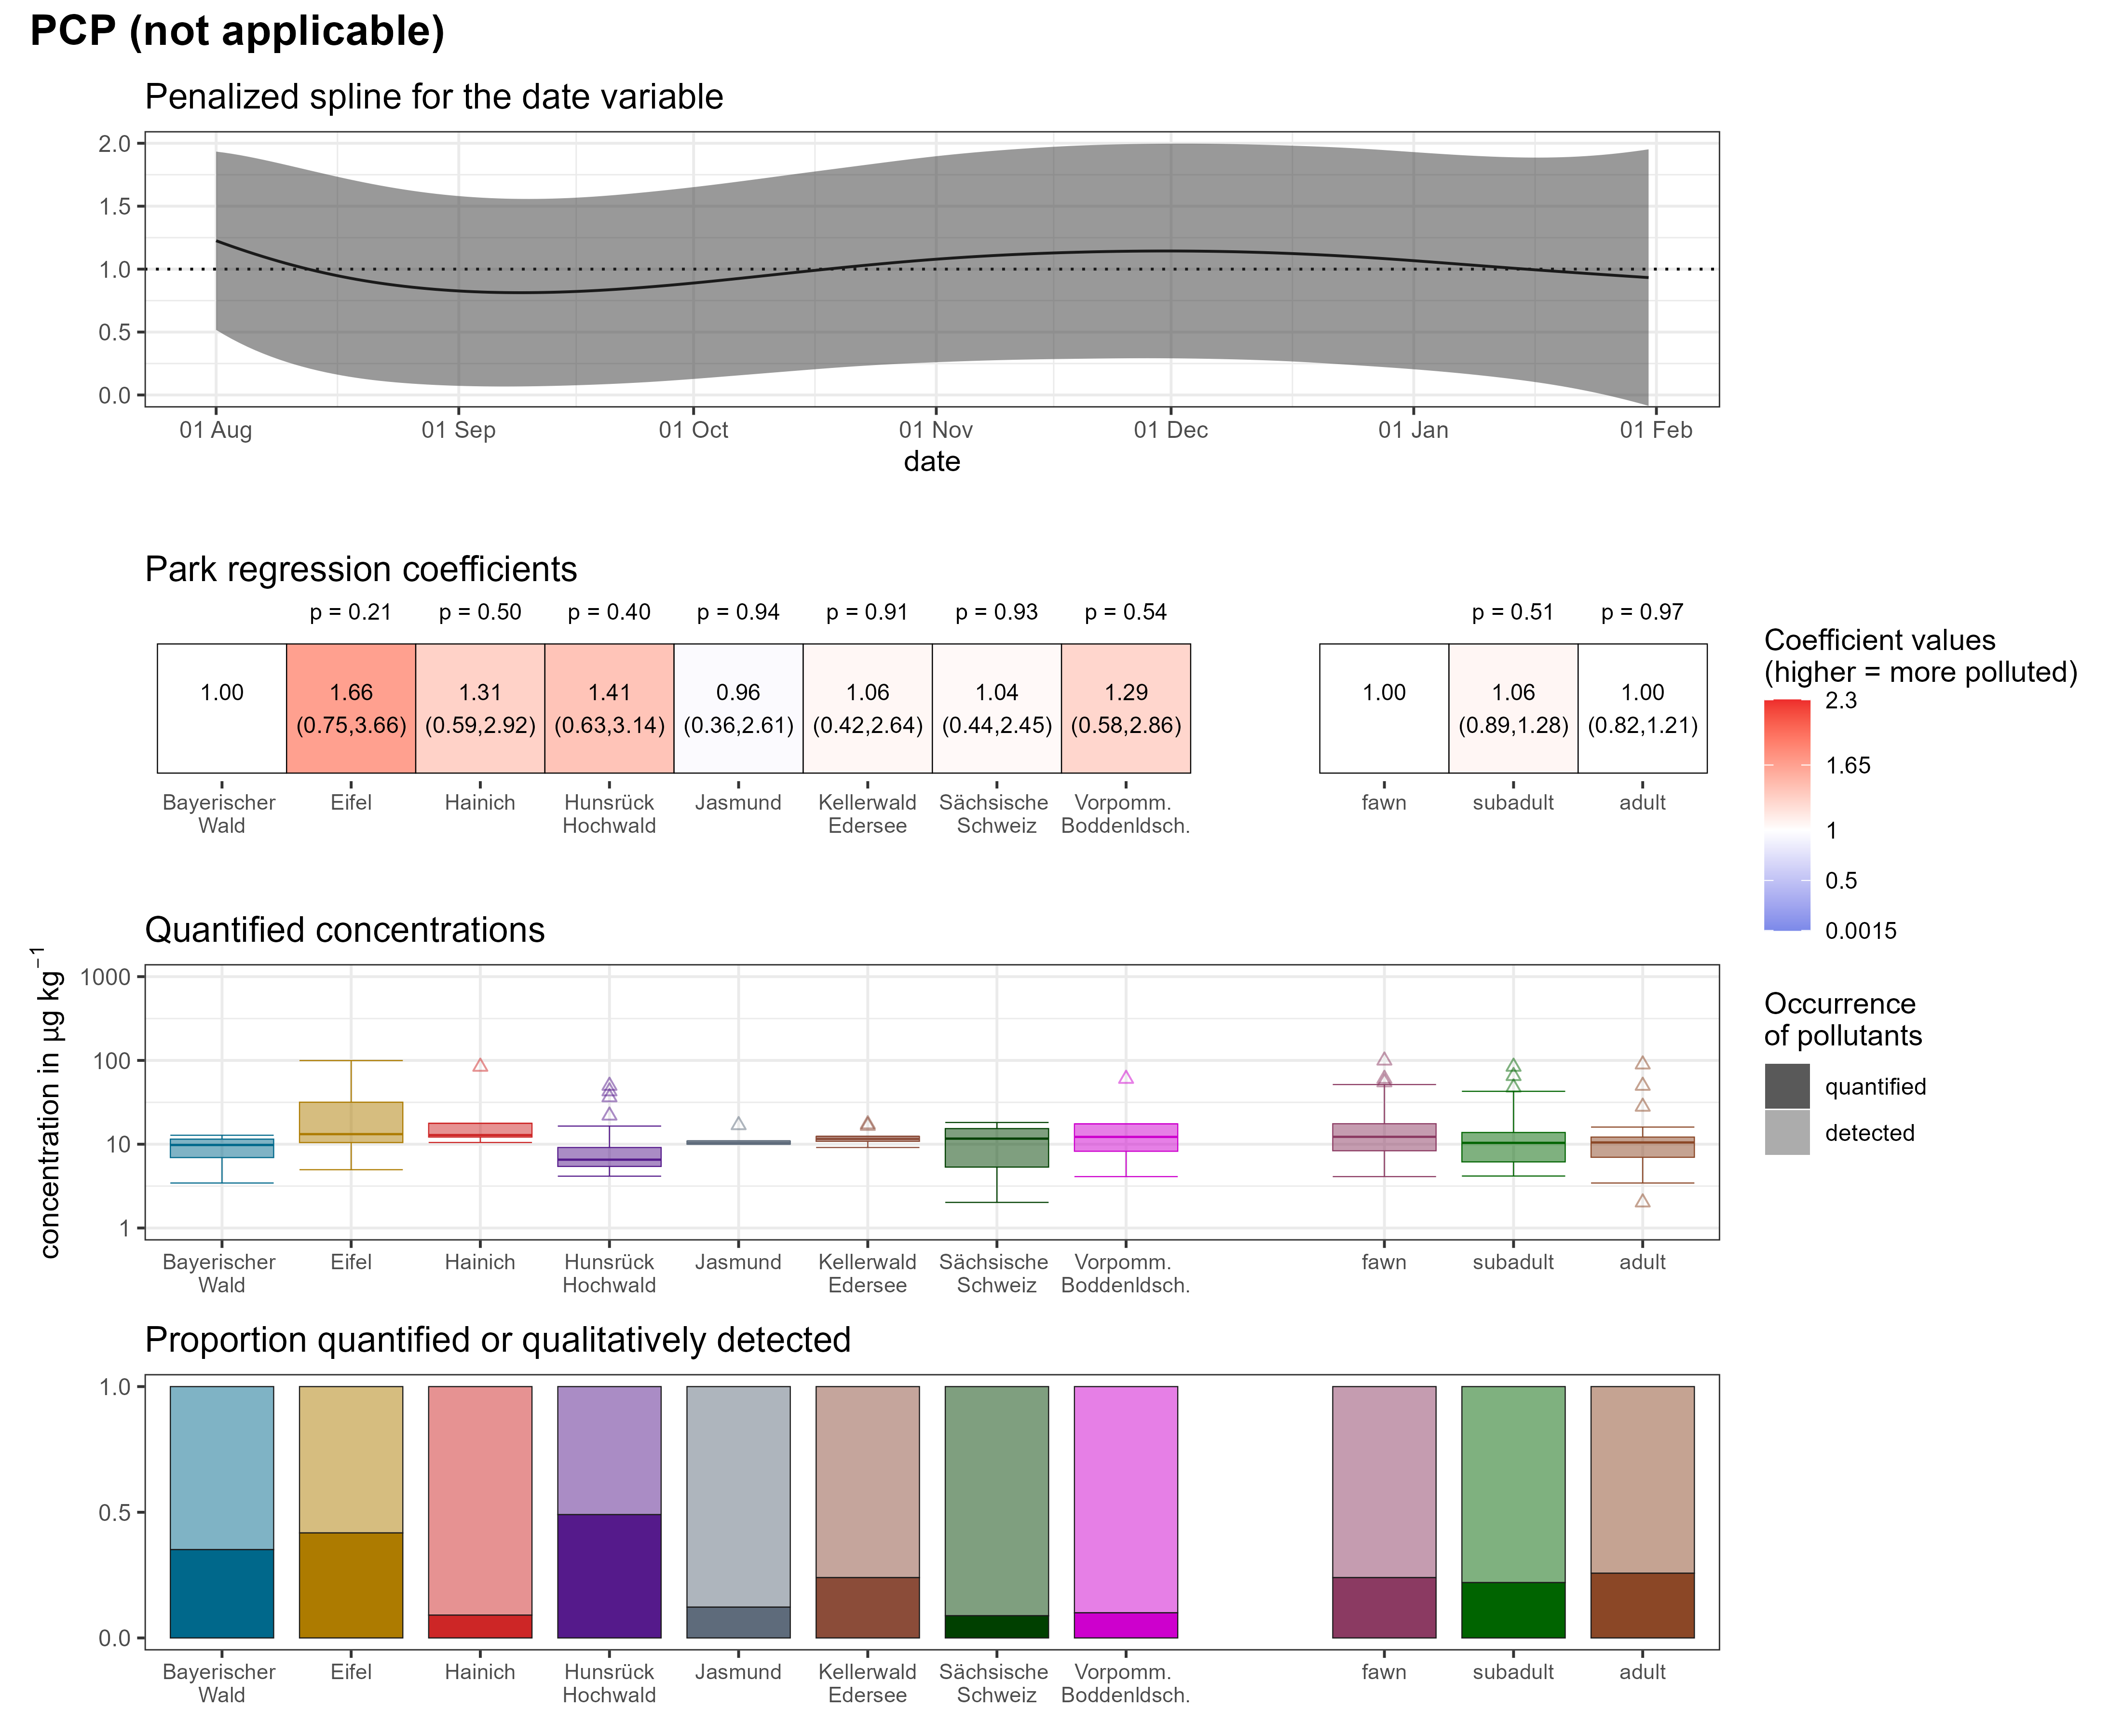 PCP (not applicable)
Penalized spline for the date variable
2.0
1.5
1.0
0.5
0.0
01 Aug 01 Sep 01 Oct 01 Nov 01 Dec 01 Jan 01 Feb
date
Park regression coefficients
p = 0.21 p = 0.50 p = 0.40 p = 0.94 p = 0.91 p = 0.93 p = 0.54 p = 0.51 p = 0.97
1.00 1.66 1.31 1.41 0.96 1.06 1.04 1.29 1.00 1.06 1.00
(0.75,3.66) (0.59,2.92) (0.63,3.14) (0.36,2.61) (0.42,2.64) (0.44,2.45) (0.58,2.86) (0.89,1.28) (0.82,1.21)
Bayerischer Eifel Hainich Hunsrück Jasmund Kellerwald Sächsische Vorpomm. fawn subadult adult
Wald Hochwald Edersee Schweiz Boddenldsch.
Coefficient values
(higher = more polluted)
2.3
1.65
1
0.5
0.0015
Quantified concentrations
concentration in µg kg⁻¹
1000
100
10
1
Bayerischer Eifel Hainich Hunsrück Jasmund Kellerwald Sächsische Vorpomm. fawn subadult adult
Wald Hochwald Edersee Schweiz Boddenldsch.
Occurrence
of pollutants
quantified
detected
Proportion quantified or qualitatively detected
1.0
0.5
0.0
Bayerischer Eifel Hainich Hunsrück Jasmund Kellerwald Sächsische Vorpomm. fawn subadult adult
Wald Hochwald Edersee Schweiz Boddenldsch.